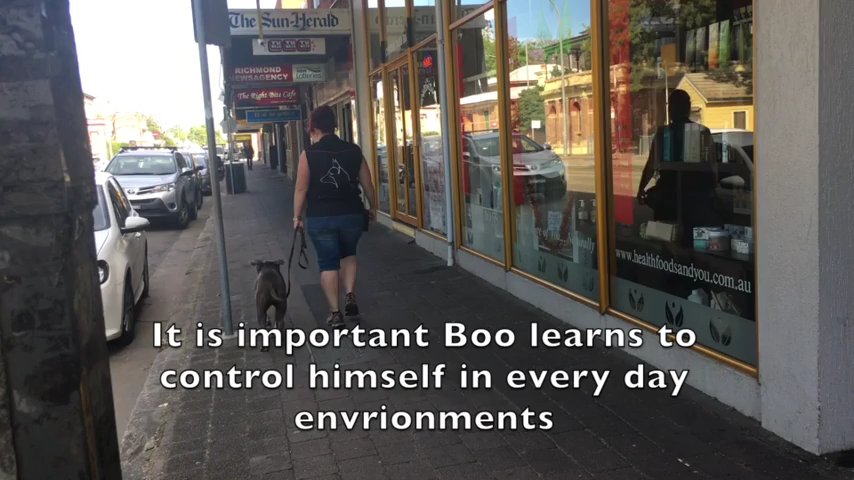 The Sun-Herald
RICHMOND
NEWSAGENCY
Lotteries
The Right Bite Cafe
www.healthfoodsandyou.com.au
It is important Boo learns to
control himself in every day
envrionments